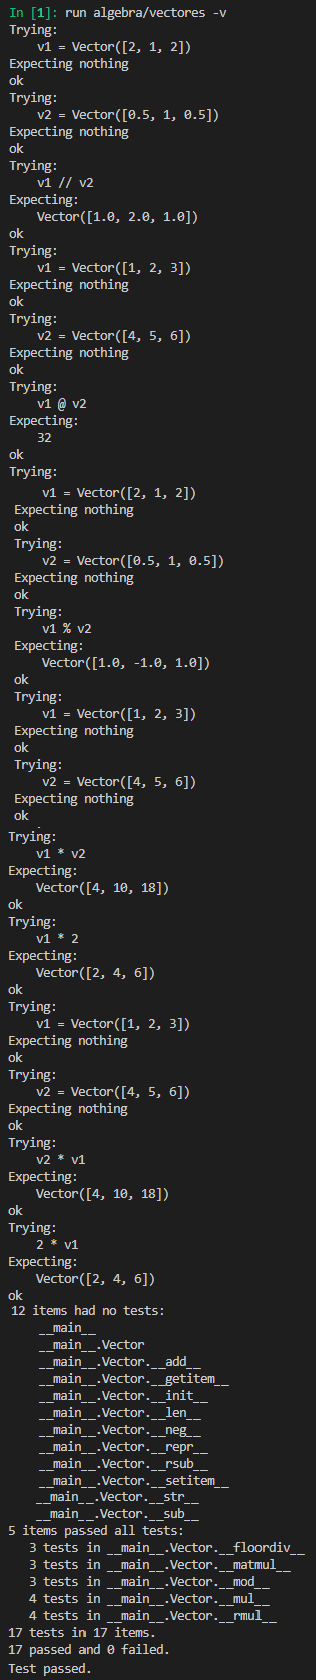 In [1]: run algebra/vectores -v
Trying:
    v1 = Vector([2, 1, 2])
Expecting nothing
ok
Trying:
    v2 = Vector([0.5, 1, 0.5])
Expecting nothing
ok
Trying:
    v1 // v2
Expecting:
    Vector([1.0, 2.0, 1.0])
ok
Trying:
    v1 = Vector([1, 2, 3])
Expecting nothing
ok
Trying:
    v2 = Vector([4, 5, 6])
Expecting nothing
ok
Trying:
    v1 @ v2
Expecting:
    32
ok
Trying:
    v1 = Vector([2, 1, 2])
Expecting nothing
ok
Trying:
    v2 = Vector([0.5, 1, 0.5])
Expecting nothing
ok
Trying:
    v1 % v2
Expecting:
    Vector([1.0, -1.0, 1.0])
ok
Trying:
    v1 = Vector([1, 2, 3])
Expecting nothing
ok
Trying:
    v2 = Vector([4, 5, 6])
Expecting nothing
ok
Trying:
    v1 * v2
Expecting:
    Vector([4, 10, 18])
ok
Trying:
    v1 * 2
Expecting:
    Vector([2, 4, 6])
ok
Trying:
    v1 = Vector([1, 2, 3])
Expecting nothing
ok
Trying:
    v2 = Vector([4, 5, 6])
Expecting nothing
ok
Trying:
    v2 * v1
Expecting:
    Vector([4, 10, 18])
ok
Trying:
    2 * v1
Expecting:
    Vector([2, 4, 6])
ok
12 items had no tests:
    __main__
    __main__.Vector
    __main__.Vector.__add__
    __main__.Vector.__getitem__
    __main__.Vector.__init__
    __main__.Vector.__len__
    __main__.Vector.__neg__
    __main__.Vector.__repr__
    __main__.Vector.__rsub__
    __main__.Vector.__setitem__
    __main__.Vector.__str__
    __main__.Vector.__sub__
5 items passed all tests:
   3 tests in __main__.Vector.__floordiv__
   3 tests in __main__.Vector.__matmul__
   3 tests in __main__.Vector.__mod__
   4 tests in __main__.Vector.__mul__
   4 tests in __main__.Vector.__rmul__
17 tests in 17 items.
17 passed and 0 failed.
Test passed.